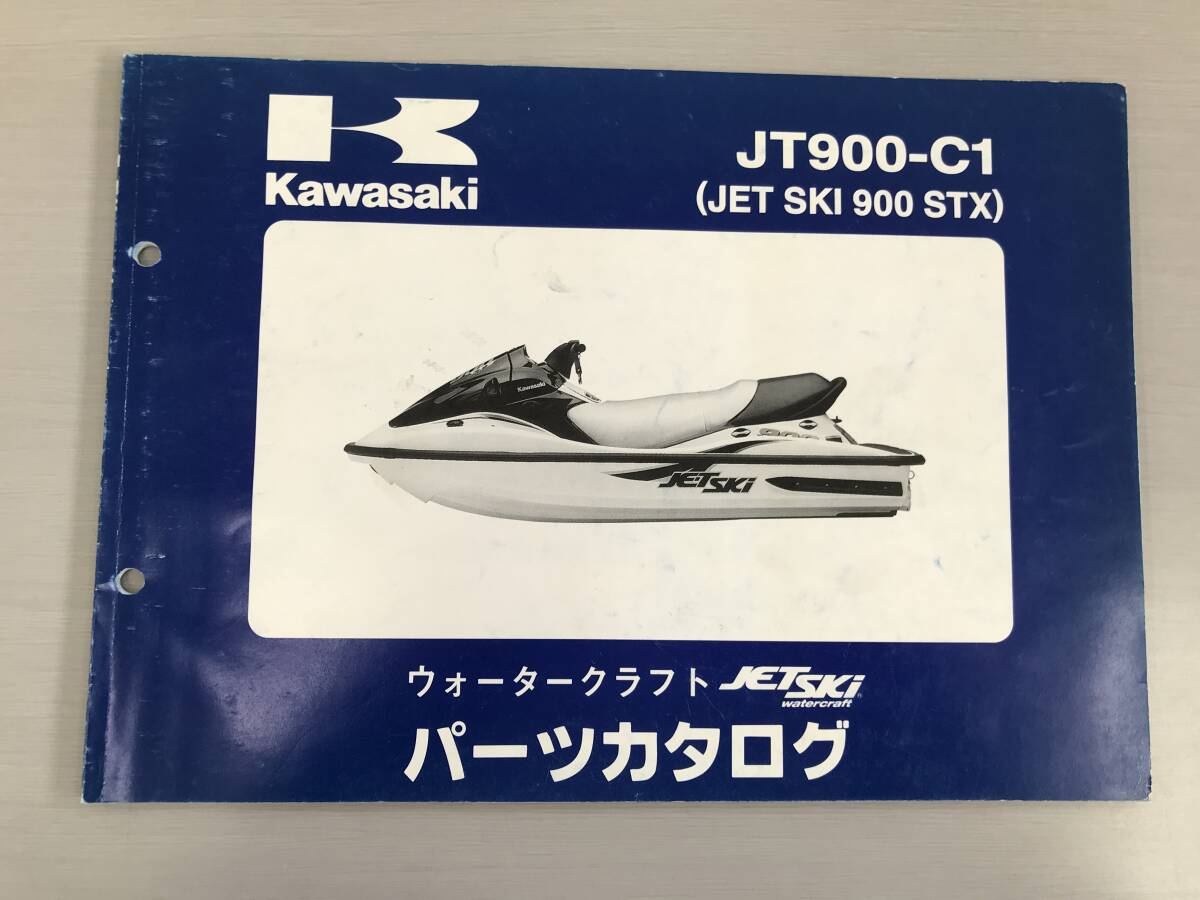 Kawasaki
JT900-C1
(JET SKI 900 STX)
Kawasaki
900
JET SKI
ウォータークラフト JET SKI
watercraft
パーツカタログ